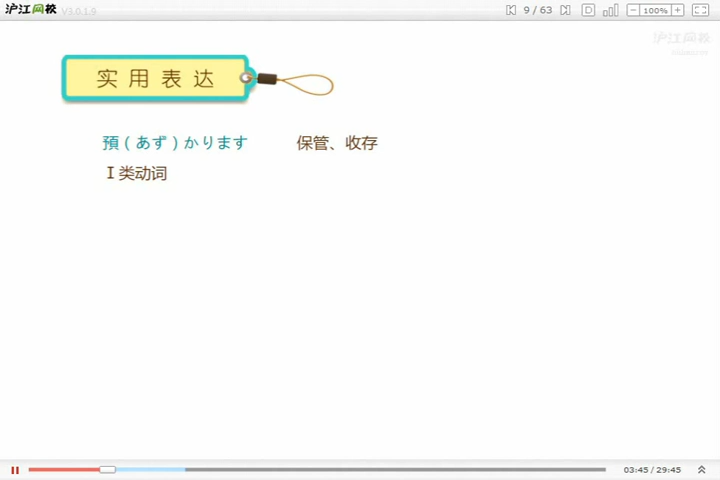 沪江网校 V3.0.1.9
9 / 63
D
100%
沪江网校
实用表达
預(あず)かります 保管、收存
Ⅰ类动词
03:45 / 29:45